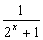 1
2^x + 1